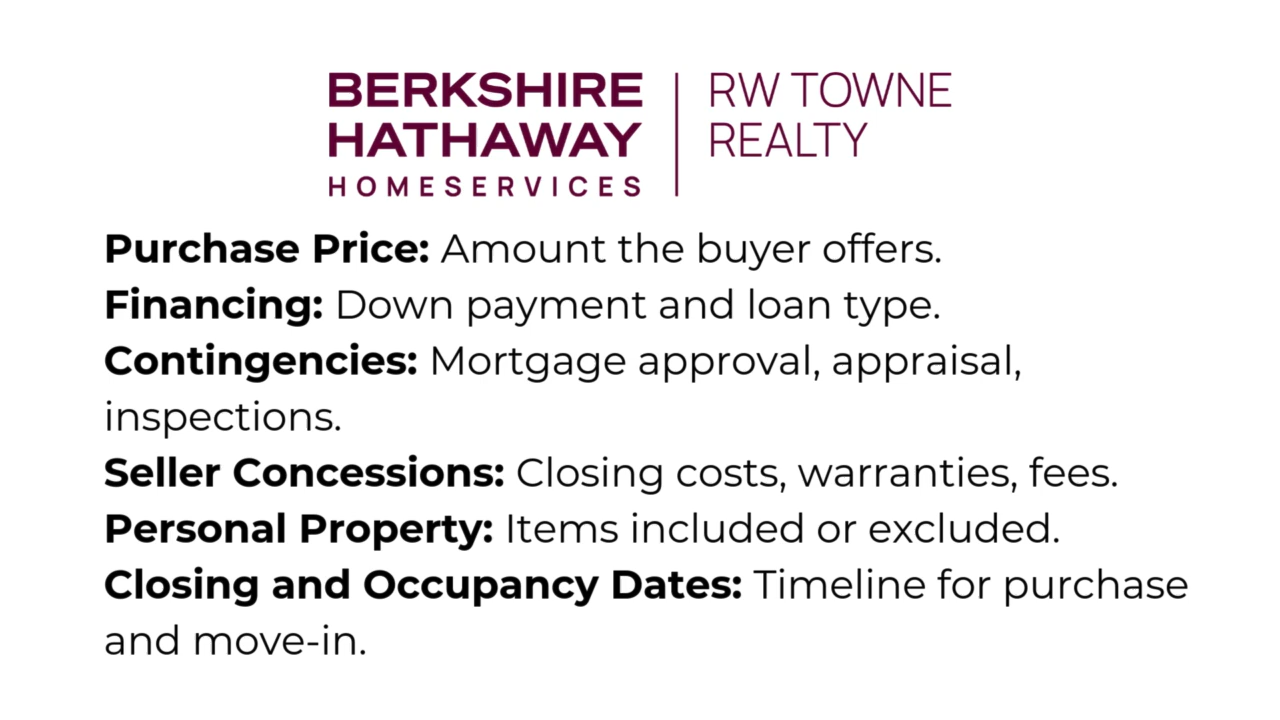 BERKSHIRE
HATHAWAY
HOMESERVICES
RW TOWNE
REALTY
Purchase Price: Amount the buyer offers.
Financing: Down payment and loan type.
Contingencies: Mortgage approval, appraisal,
inspections.
Seller Concessions: Closing costs, warranties, fees.
Personal Property: Items included or excluded.
Closing and Occupancy Dates: Timeline for purchase
and move-in.